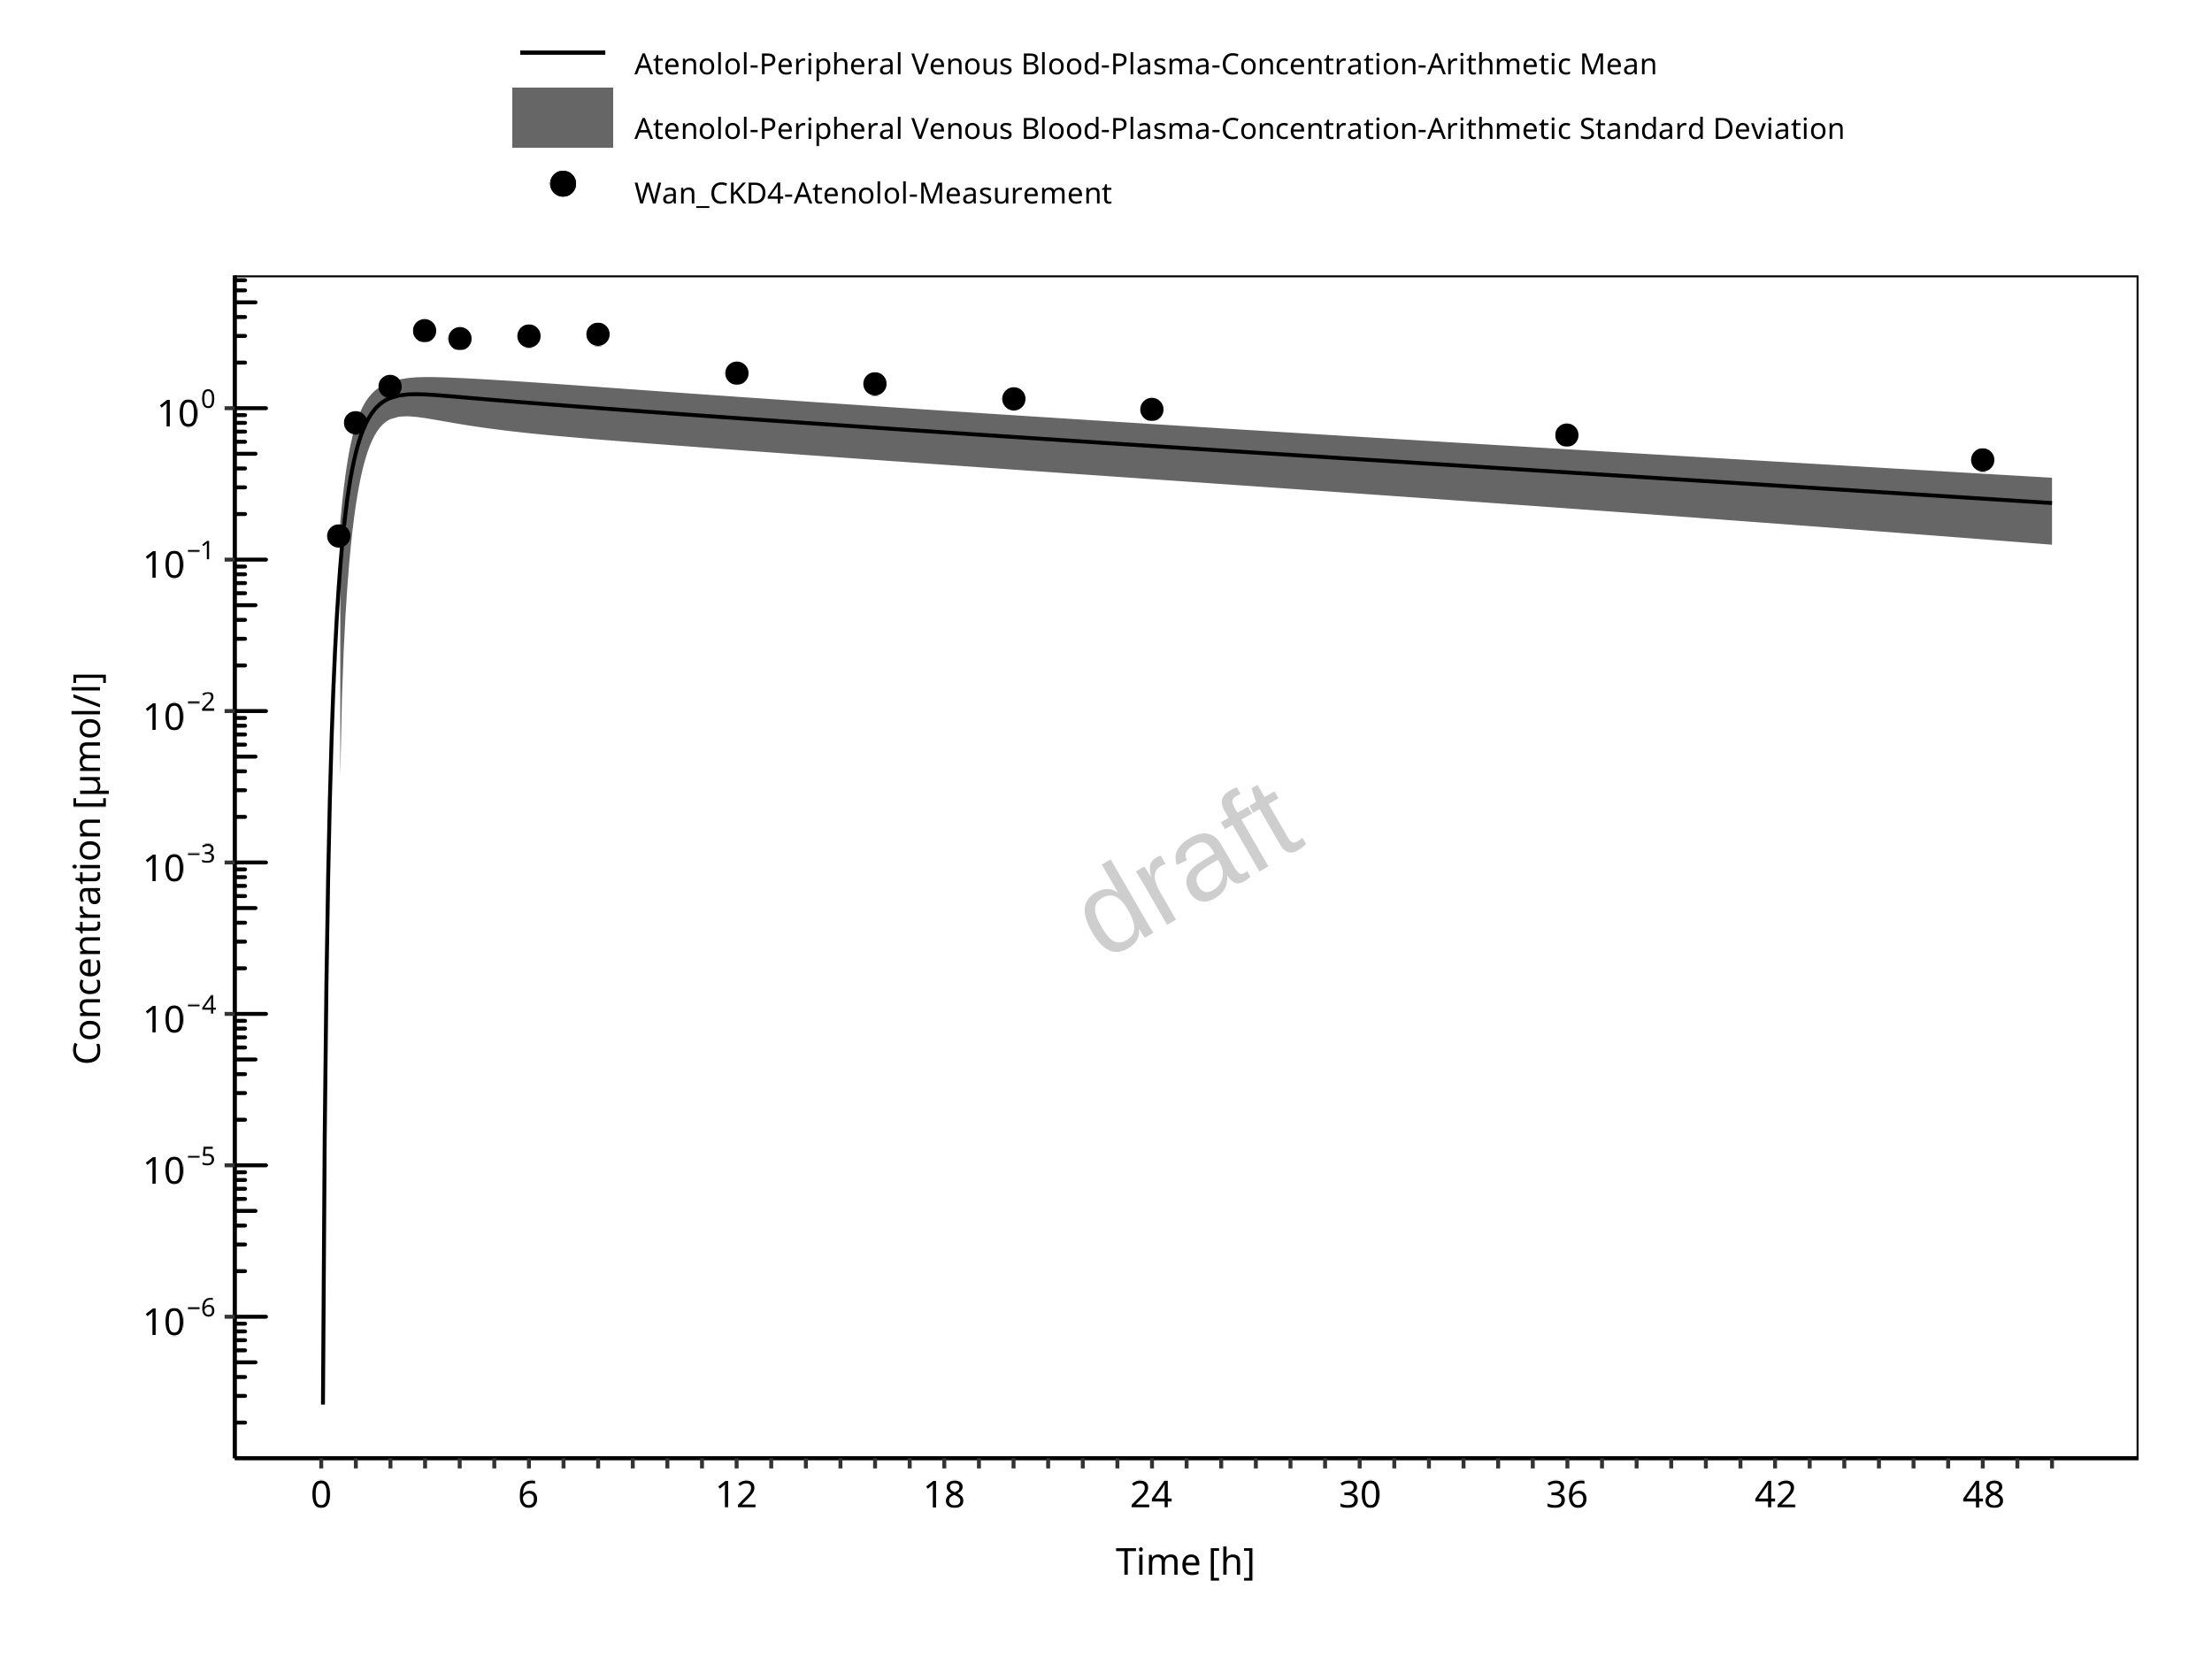 Atenolol-Peripheral Venous Blood-Plasma-Concentration-Arithmetic Mean
Atenolol-Peripheral Venous Blood-Plasma-Concentration-Arithmetic Standard Deviation
Wan_CKD4-Atenolol-Measurement
Concentration [µmol/l]
10⁰
10⁻¹
10⁻²
10⁻³
10⁻⁴
10⁻⁵
10⁻⁶
draft
0 6 12 18 24 30 36 42 48
Time [h]